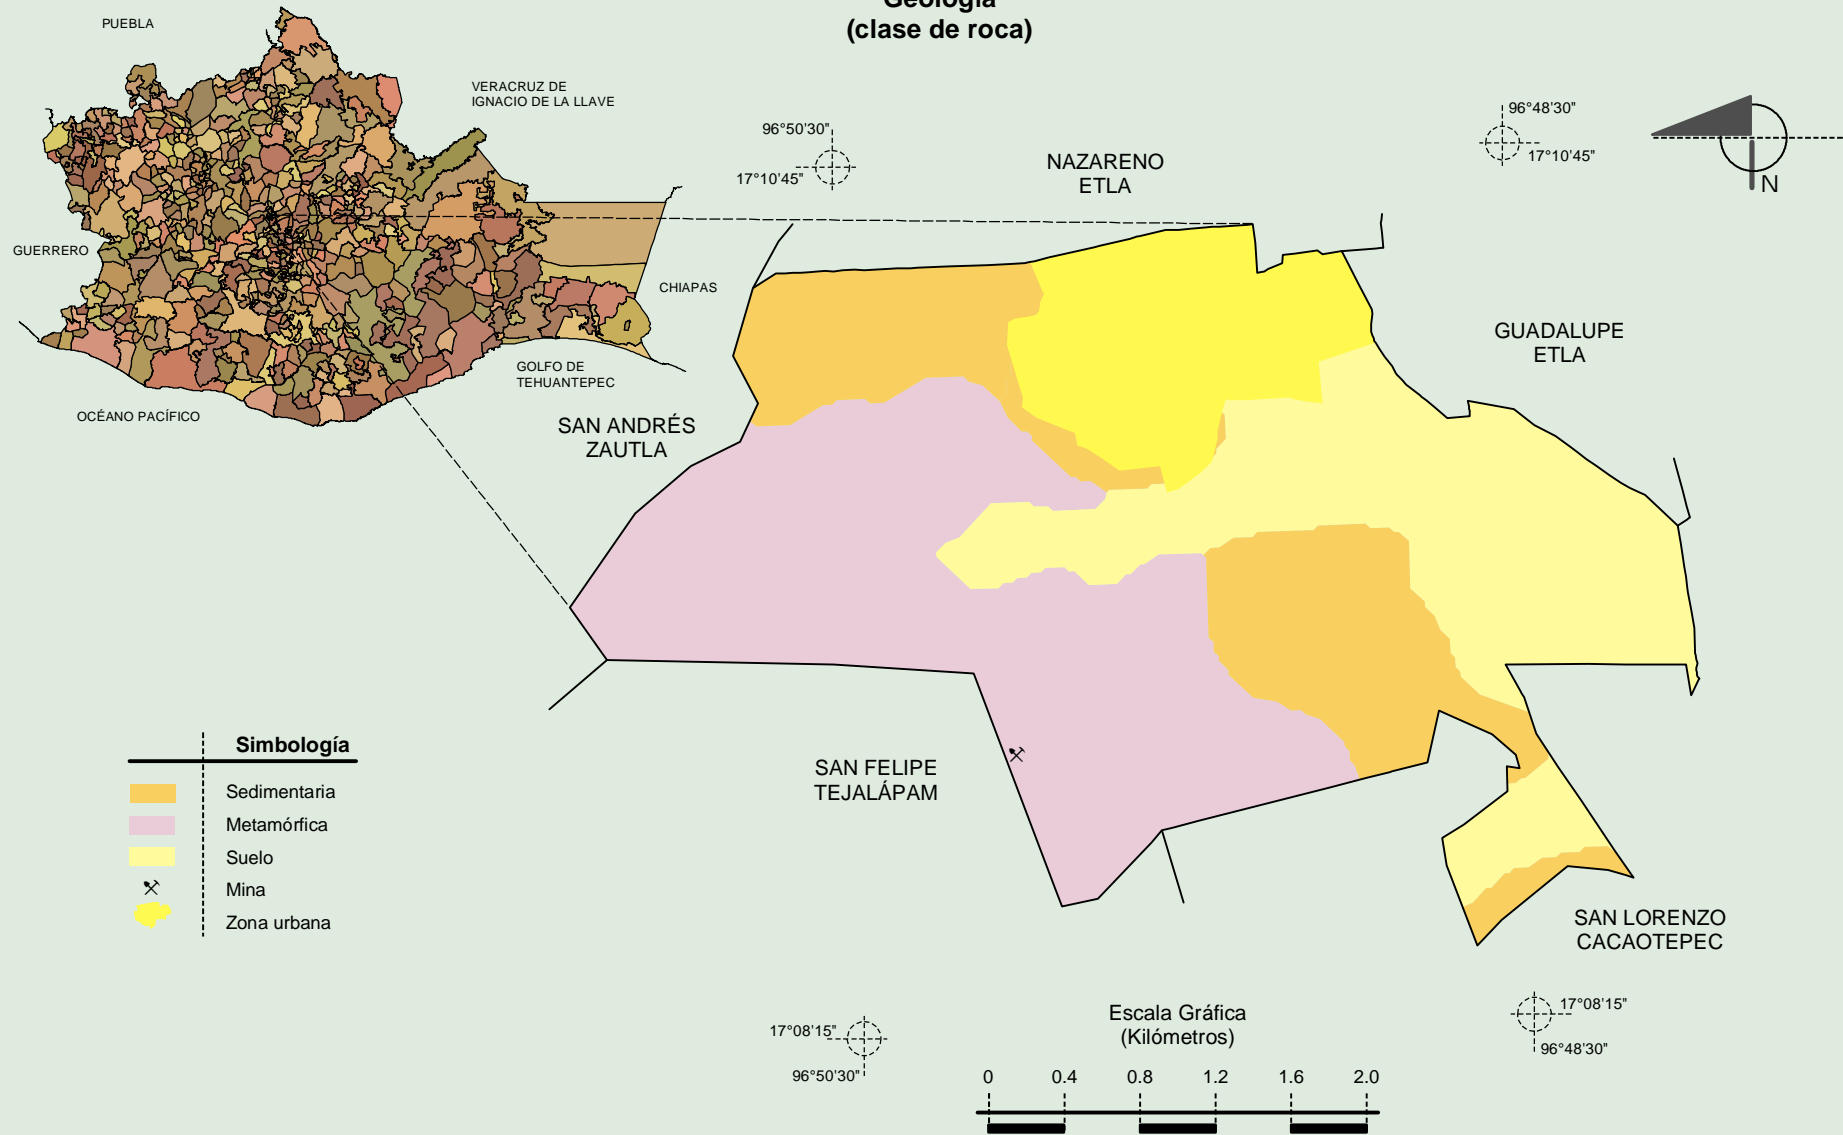 Geología
(clase de roca)
PUEBLA
VERACRUZ DE
IGNACIO DE LA LLAVE
GUERRERO
CHIAPAS
GOLFO DE
TEHUANTEPEC
OCÉANO PACÍFICO
96°50'30"
17°10'45"
96°48'30"
17°10'45"
N
NAZARENO
ETLA
GUADALUPE
ETLA
SAN ANDRÉS
ZAUTLA
SAN FELIPE
TEJALÁPAM
SAN LORENZO
CACAOTEPEC
Simbología
Sedimentaria
Metamórfica
Suelo
Mina
Zona urbana
17°08'15"
96°50'30"
17°08'15"
96°48'30"
Escala Gráfica
(Kilómetros)
0 0.4 0.8 1.2 1.6 2.0